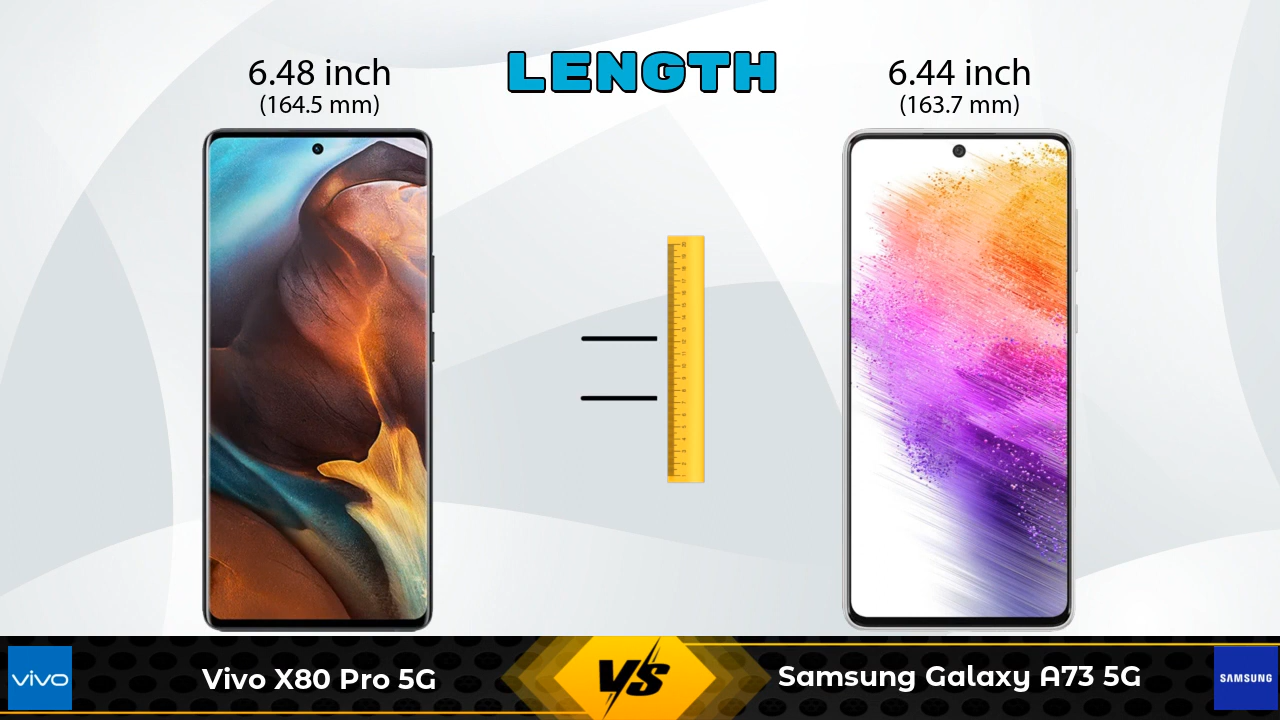 LENGTH
6.48 inch
(164.5 mm)
6.44 inch
(163.7 mm)
vivo
Vivo X80 Pro 5G
VS
Samsung Galaxy A73 5G
SAMSUNG